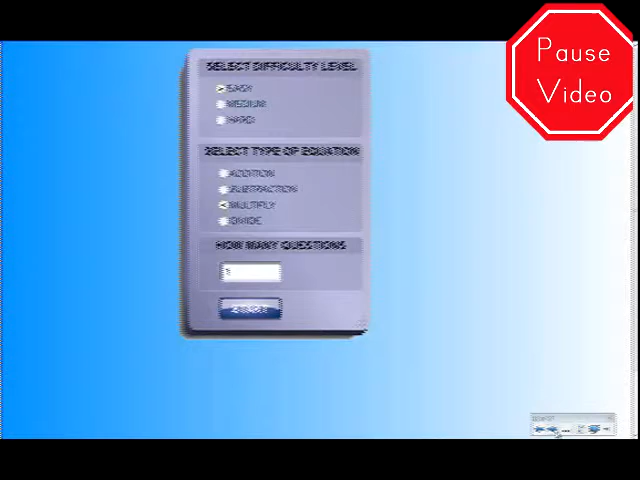 Pause
Video
SELECT DIFFICULTY LEVEL
EASY
MEDIUM
HARD
SELECT TYPE OF EQUATION
ADDITION
SUBTRACTION
MULTIPLY
DIVIDE
HOW MANY QUESTIONS
START